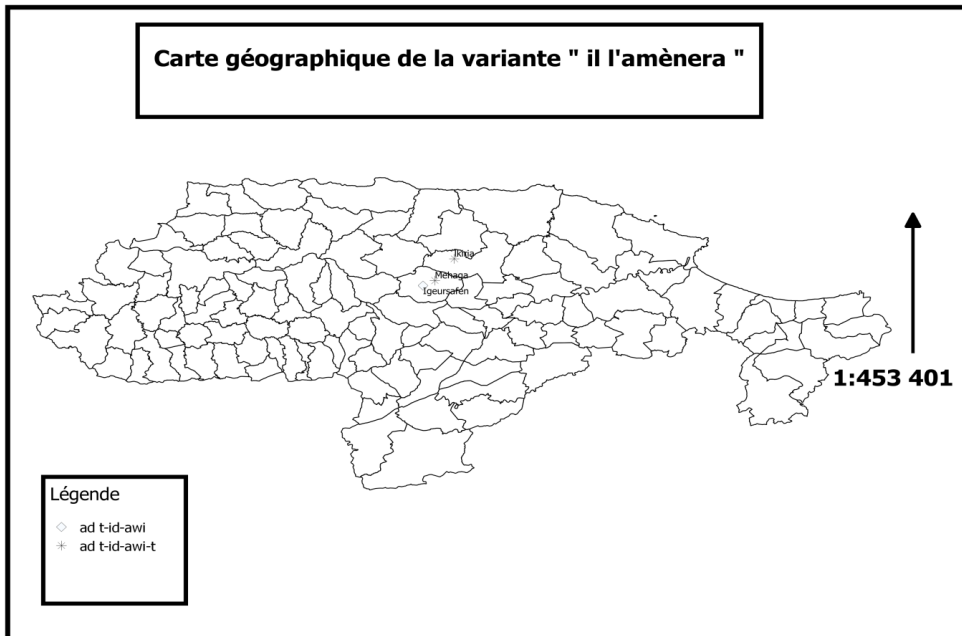 Carte géographique de la variante " il l'amènera "
Ikiria
Mehaga
Igeursafen
1:453 401
Légende
ad t-id-awi
ad t-id-awi-t